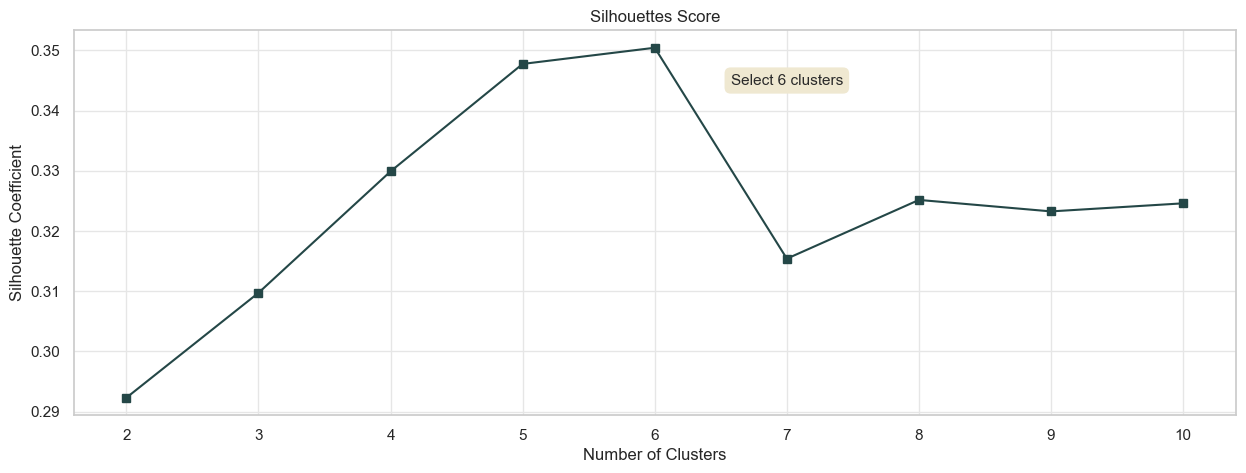 Silhouettes Score
Silhouette Coefficient
0.35
0.34
0.33
0.32
0.31
0.30
0.29
Select 6 clusters
2 3 4 5 6 7 8 9 10
Number of Clusters